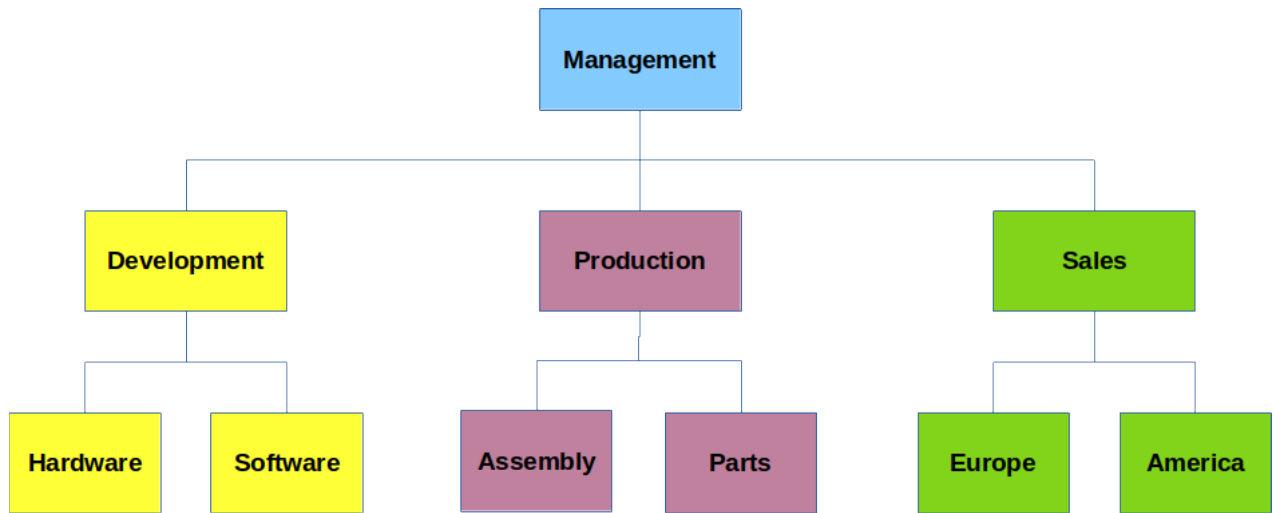 Management
Development
Production
Sales
Hardware
Software
Assembly
Parts
Europe
America